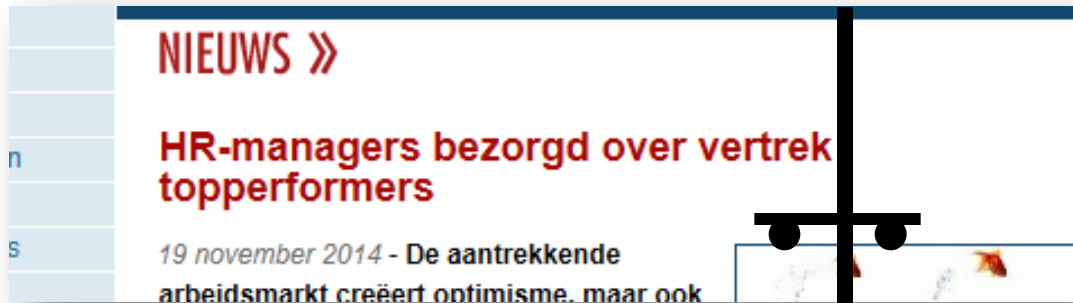 NIEUWS »
HR-managers bezorgd over vertrek
topperformers
n
19 november 2014 - De aantrekkende
s
arbeidsmarkt creëert optimisme, maar ook